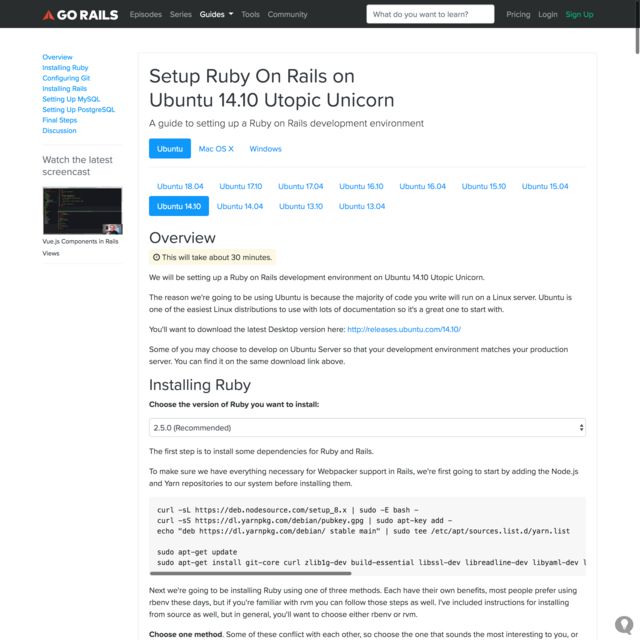 GO RAILS Episodes Series Guides Tools Community What do you want to learn? Pricing Login Sign Up
Overview
Installing Ruby
Configuring Git
Installing Rails
Setting Up MySQL
Setting Up PostgreSQL
Final Steps
Discussion
Watch the latest
screencast
Vue.js Components in Rails
Views
Setup Ruby On Rails on
Ubuntu 14.10 Utopic Unicorn
A guide to setting up a Ruby on Rails development environment
Ubuntu Mac OS X Windows
Ubuntu 18.04 Ubuntu 17.10 Ubuntu 17.04 Ubuntu 16.10 Ubuntu 16.04 Ubuntu 15.10 Ubuntu 15.04
Ubuntu 14.10 Ubuntu 14.04 Ubuntu 13.10 Ubuntu 13.04
Overview
This will take about 30 minutes.
We will be setting up a Ruby on Rails development environment on Ubuntu 14.10 Utopic Unicorn.
The reason we're going to be using Ubuntu is because the majority of code you write will run on a Linux server. Ubuntu is
one of the easiest Linux distributions to use with lots of documentation so it's a great one to start with.
You'll want to download the latest Desktop version here: http://releases.ubuntu.com/14.10/
Some of you may choose to develop on Ubuntu Server so that your development environment matches your production
server. You can find it on the same download link above.
Installing Ruby
Choose the version of Ruby you want to install:
2.5.0 (Recommended)
The first step is to install some dependencies for Ruby and Rails.
To make sure we have everything necessary for Webpacker support in Rails, we're first going to start by adding the Node.js
and Yarn repositories to our system before installing them.
curl -sL https://deb.nodesource.com/setup_8.x | sudo -E bash -
curl -sS https://dl.yarnpkg.com/debian/pubkey.gpg | sudo apt-key add -
echo "deb https://dl.yarnpkg.com/debian/ stable main" | sudo tee /etc/apt/sources.list.d/yarn.list
sudo apt-get update
sudo apt-get install git-core curl zlib1g-dev build-essential libssl-dev libreadline-dev libyaml-dev l
Next we're going to be installing Ruby using one of three methods. Each have their own benefits, most people prefer using
rbenv these days, but if you're familiar with rvm you can follow those steps as well. I've included instructions for installing
from source as well, but in general, you'll want to choose either rbenv or rvm.
Choose one method. Some of these conflict with each other, so choose the one that sounds the most interesting to you, or